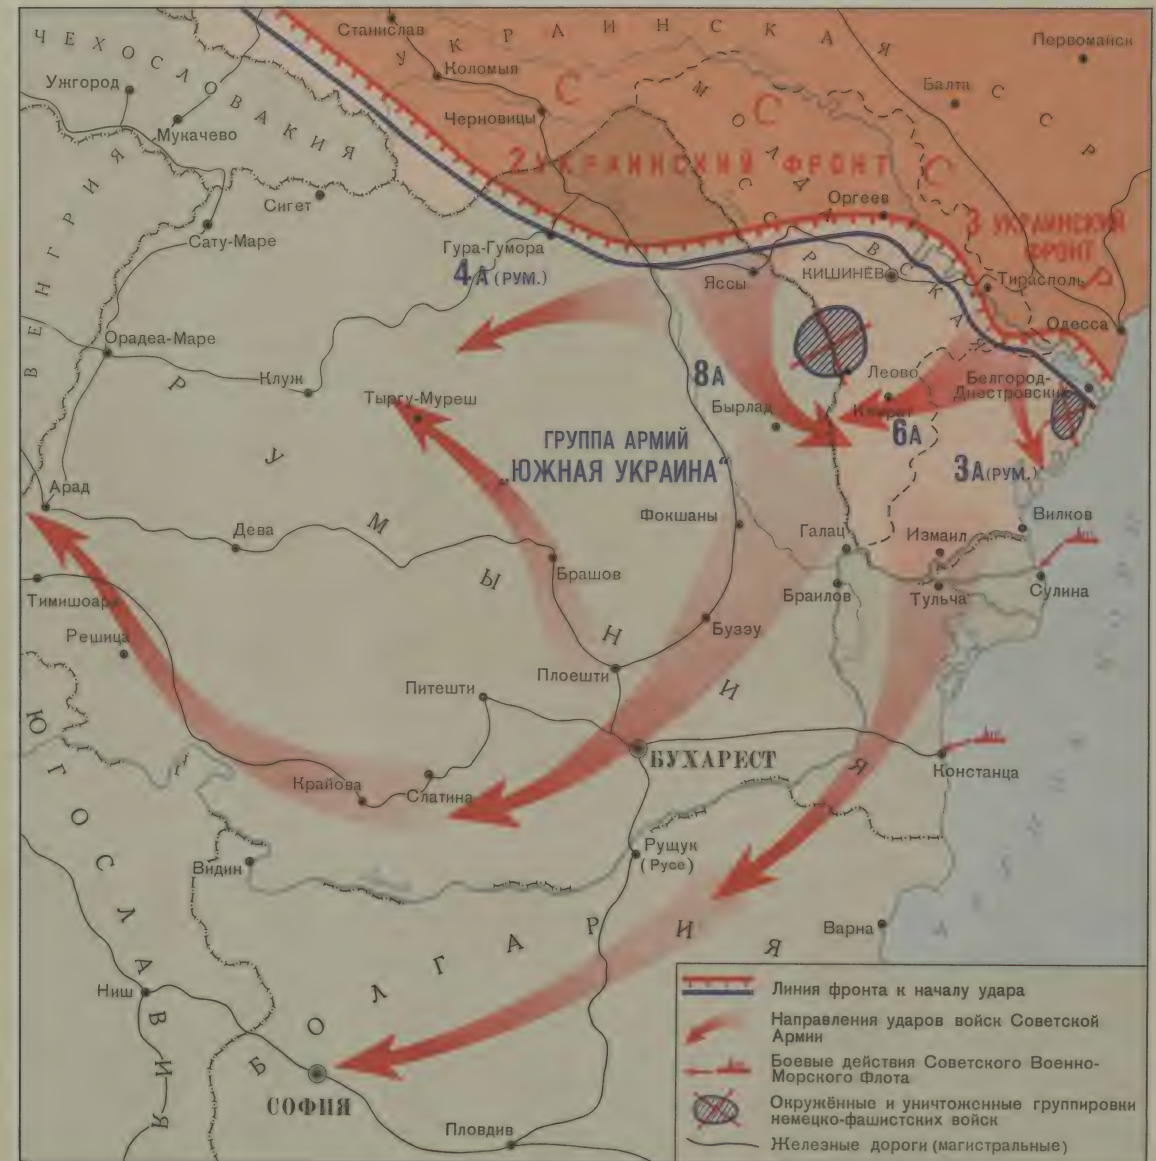 Станислав
УКРАИНСКАЯ
Первомайск
ЧЕХОСЛОВАКИЯ
Ужгород
Коломыя
Балта
С С Р
Мукачево
Черновицы
МОЛДАВСКАЯ
С С С Р
2 УКРАИНСКИЙ ФРОНТ
ССР
ВЕНГРИЯ
Сигет
Оргеев
3 УКРАИНСКИЙ
ФРОНТ
Сату-Маре
Гура-Гумора
4А (РУМ.)
Яссы
КИШИНЁВ
Тирасполь
Одесса
Орадеа-Маре
Клуж
Тыргу-Муреш
8А
Леово
Белгород-
Днестровский
Бырлад
Комрат
6А
ГРУППА АРМИЙ
„ЮЖНАЯ УКРАИНА“
3А (РУМ.)
РУМЫНИЯ
Арад
Дева
Фокшаны
Галац
Измаил
Вилков
Брашов
Тимишоара
Браилов
Тульча
Сулина
Решица
Бузэу
Плоешти
Питешти
ЮГОСЛАВИЯ
БУХАРЕСТ
Констанца
Крайова
Слатина
Видин
Рущук
(Русе)
Варна
БОЛГАРИЯ
Ниш
СОФИЯ
Пловдив
Линия фронта к началу удара
Направления ударов войск Советской
Армии
Боевые действия Советского Военно-
Морского Флота
Окружённые и уничтоженные группировки
немецко-фашистских войск
Железные дороги (магистральные)